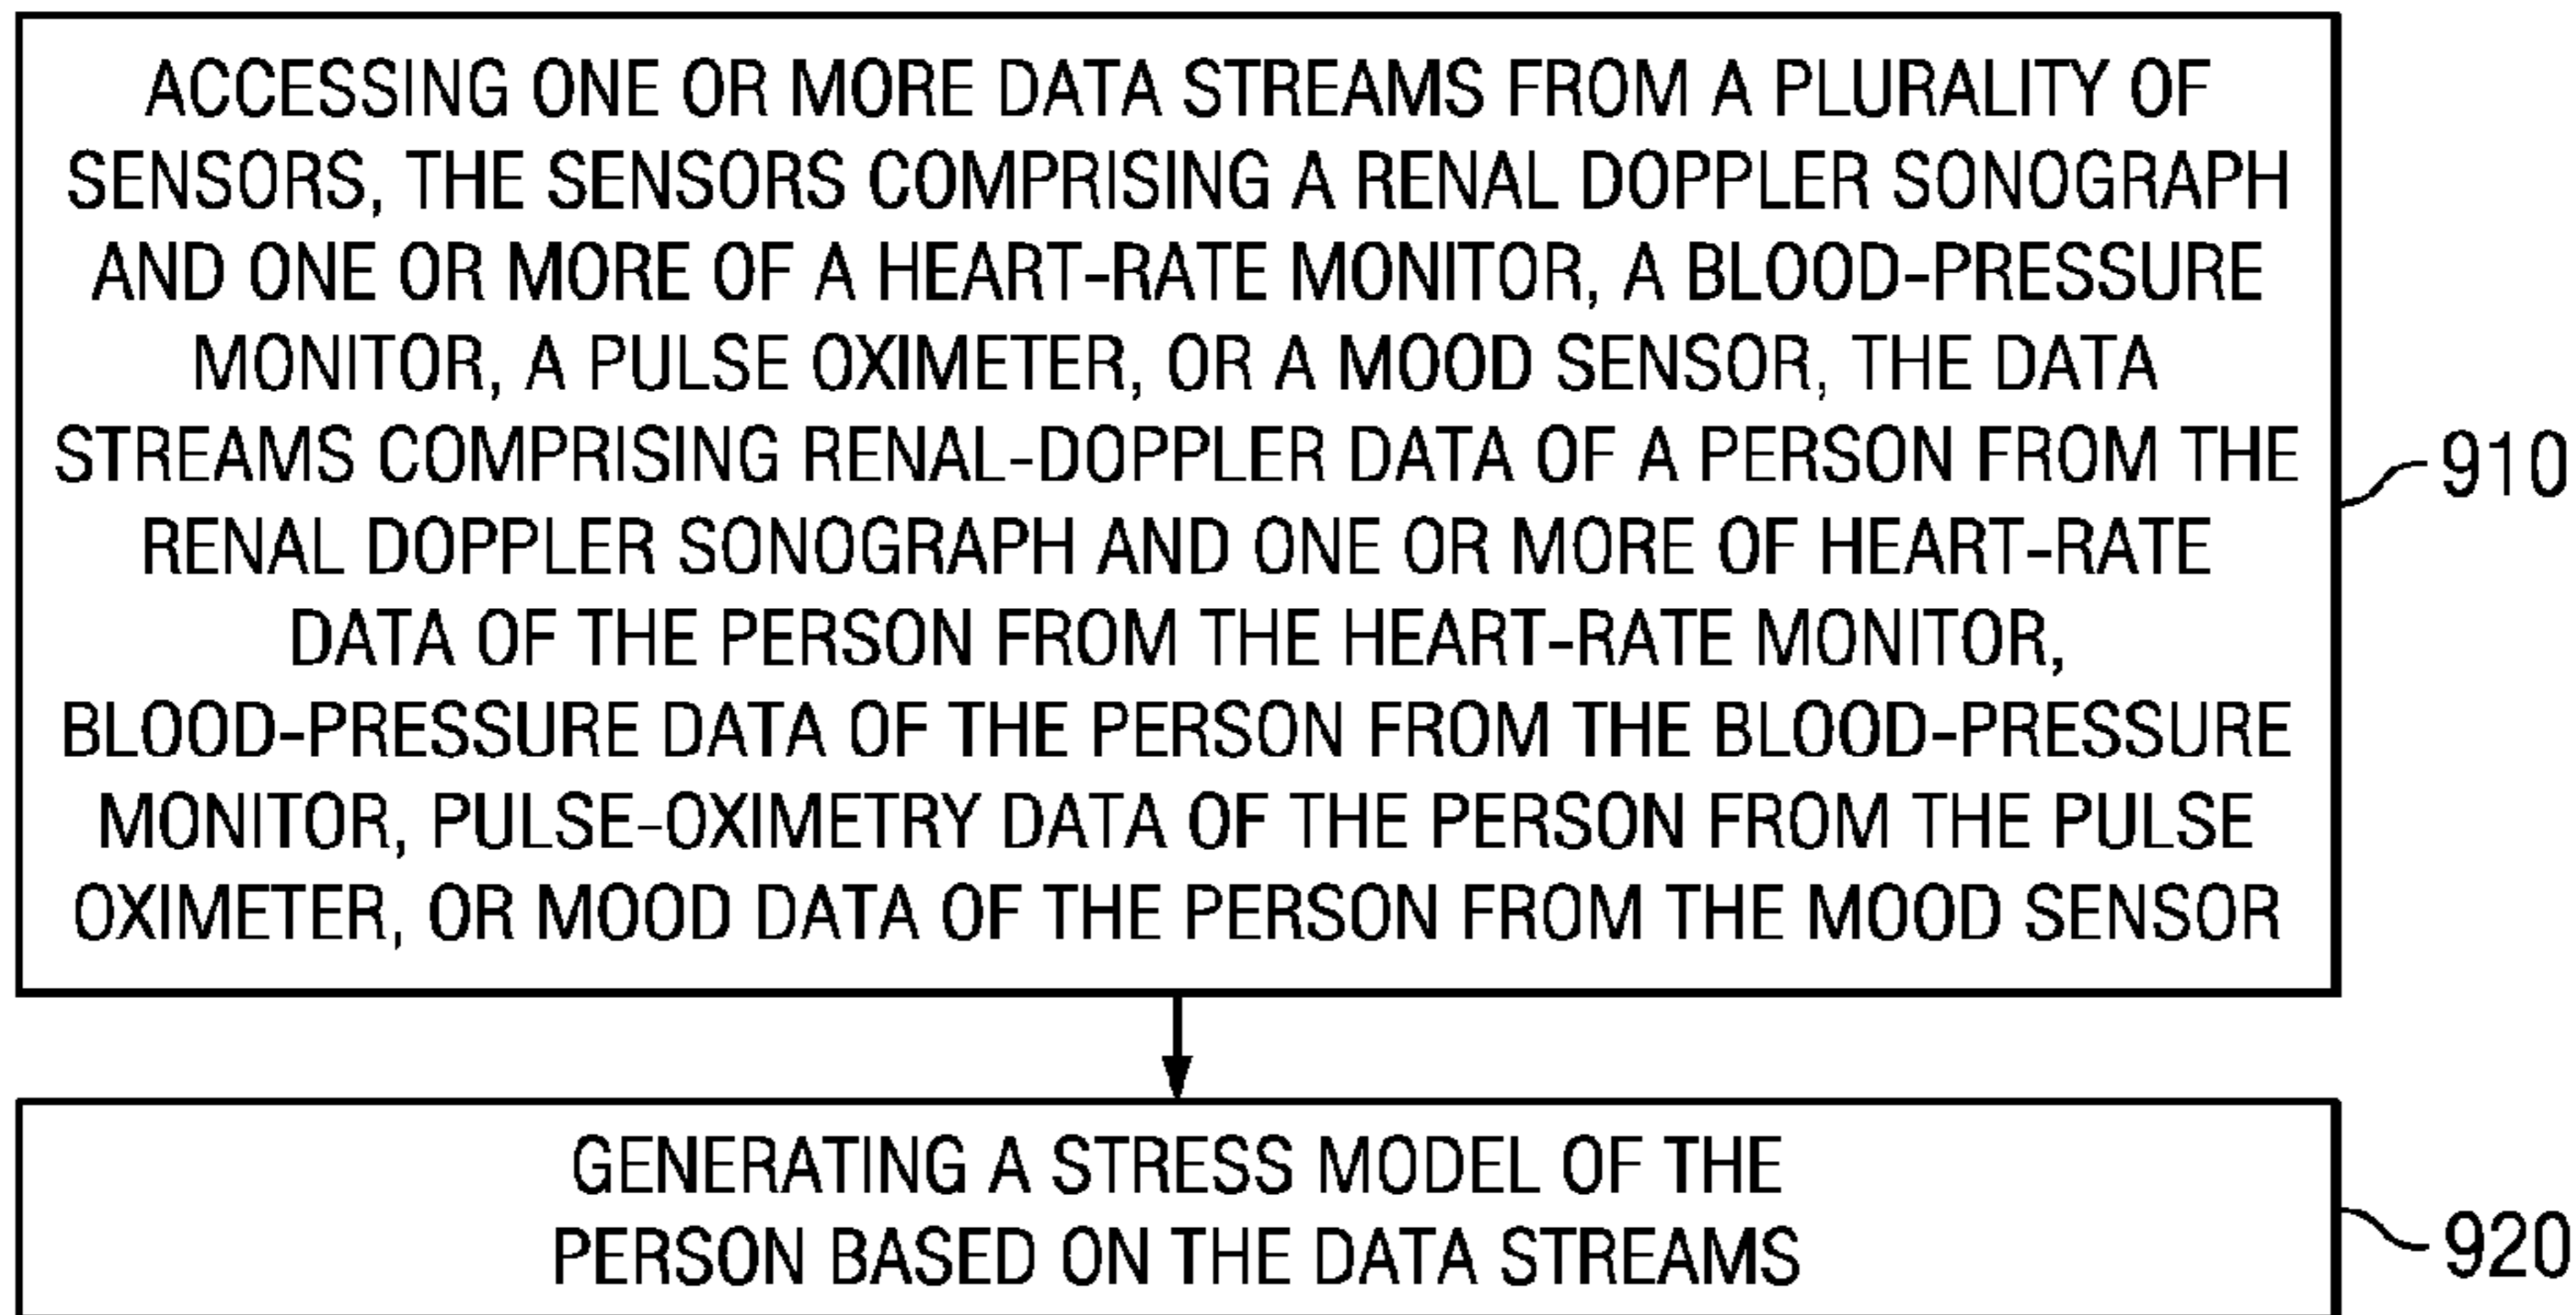 ACCESSING ONE OR MORE DATA STREAMS FROM A PLURALITY OF
SENSORS, THE SENSORS COMPRISING A RENAL DOPPLER SONOGRAPH
AND ONE OR MORE OF A HEART-RATE MONITOR, A BLOOD-PRESSURE
MONITOR, A PULSE OXIMETER, OR A MOOD SENSOR, THE DATA
STREAMS COMPRISING RENAL-DOPPLER DATA OF A PERSON FROM THE
RENAL DOPPLER SONOGRAPH AND ONE OR MORE OF HEART-RATE
DATA OF THE PERSON FROM THE HEART-RATE MONITOR,
BLOOD-PRESSURE DATA OF THE PERSON FROM THE BLOOD-PRESSURE
MONITOR, PULSE-OXIMETRY DATA OF THE PERSON FROM THE PULSE
OXIMETER, OR MOOD DATA OF THE PERSON FROM THE MOOD SENSOR
910
GENERATING A STRESS MODEL OF THE
PERSON BASED ON THE DATA STREAMS
920